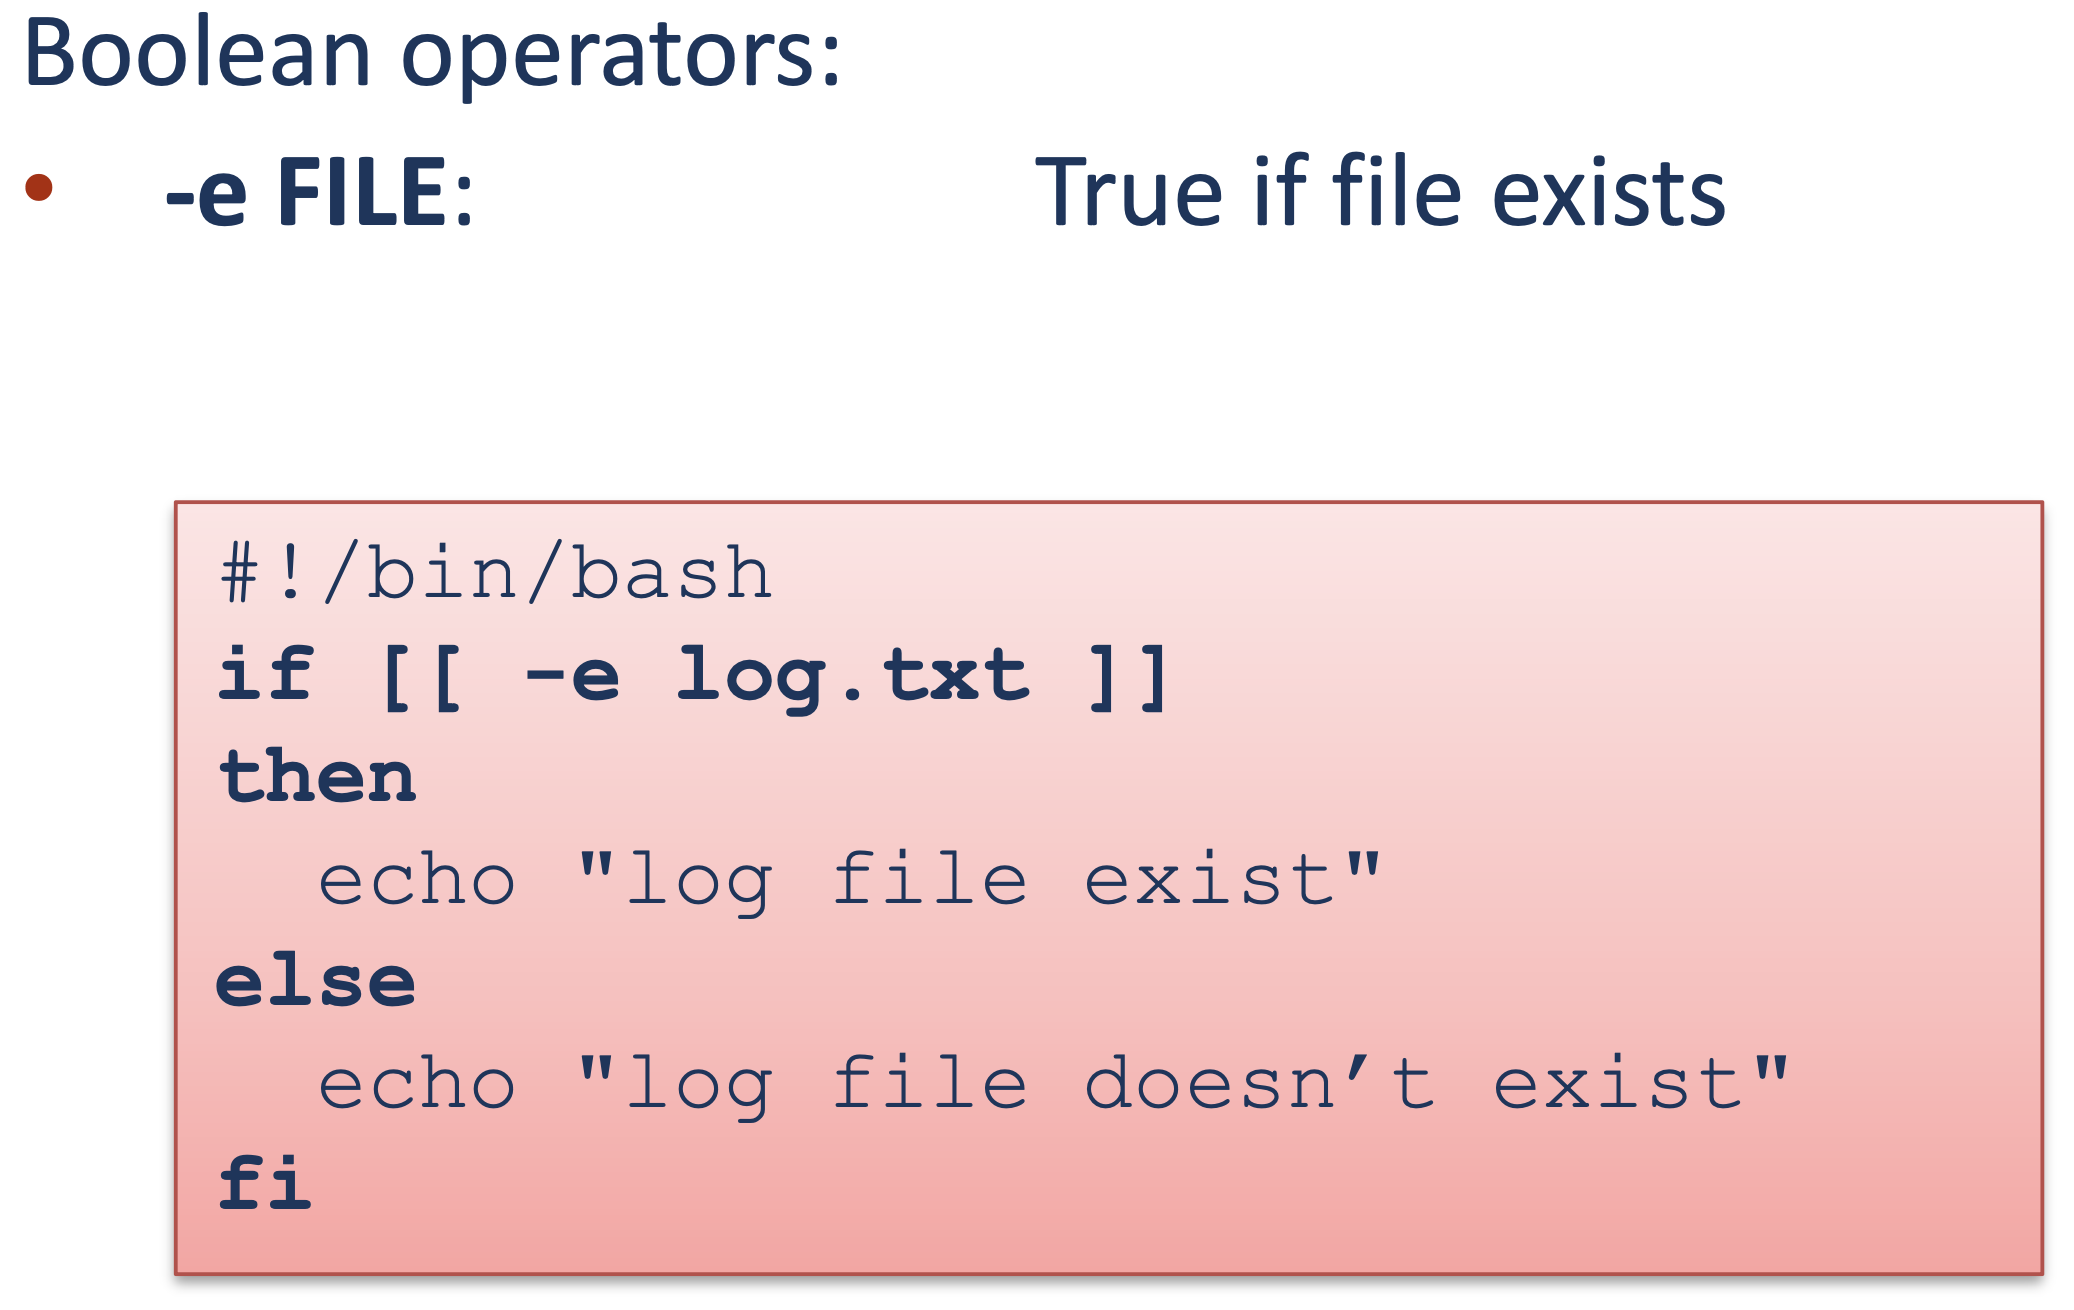 Boolean operators:
• -e FILE: True if file exists
#!/bin/bash
if [[ -e log.txt ]]
then
  echo "log file exist"
else
  echo "log file doesn’t exist"
fi